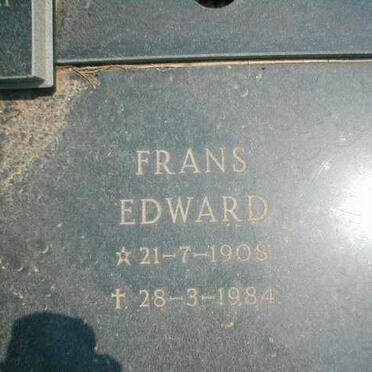 FRANS
EDWARD
☆ 21-7-1908
† 28-3-1984